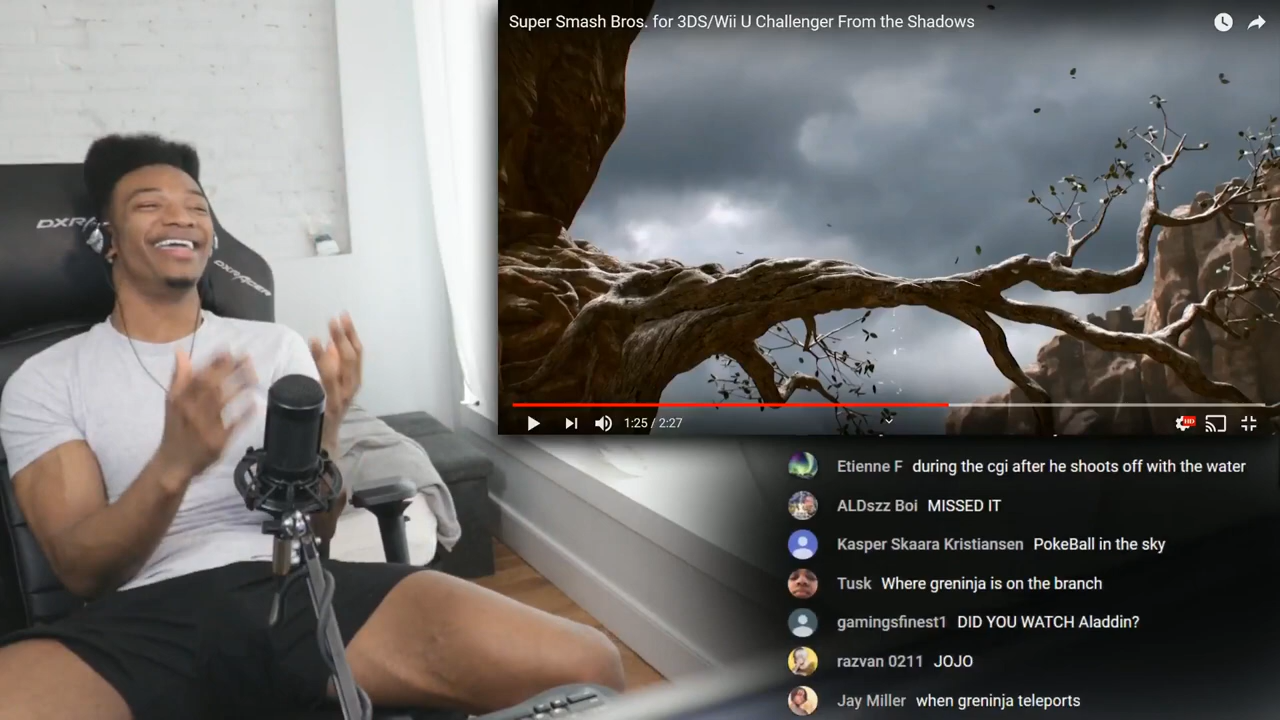 Super Smash Bros. for 3DS/Wii U Challenger From the Shadows
DXRACER
1:25 / 2:27
HD
Etienne F during the cgi after he shoots off with the water
ALDszz Boi MISSED IT
Kasper Skaara Kristiansen PokeBall in the sky
Tusk Where greninja is on the branch
gamingsfinest1 DID YOU WATCH Aladdin?
razvan 0211 JOJO
Jay Miller when greninja teleports